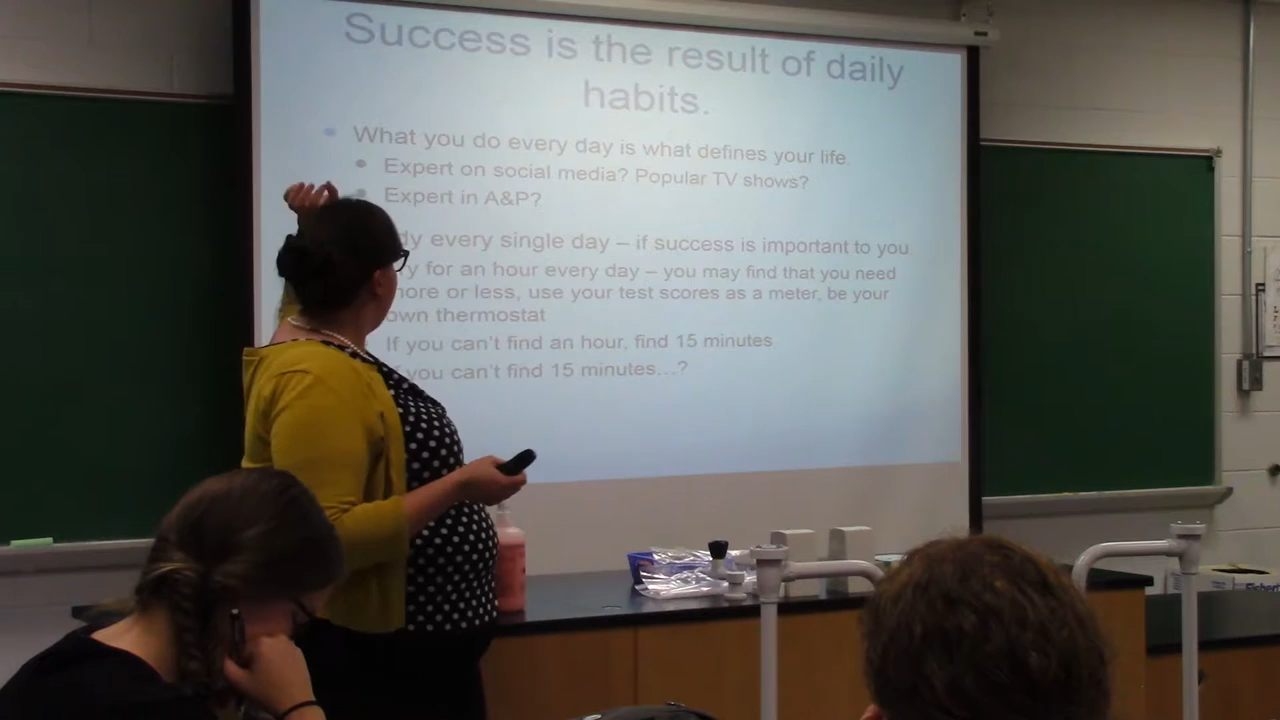 Success is the result of daily
habits.
What you do every day is what defines your life.
Expert on social media? Popular TV shows?
Expert in A&P?
dy every single day – if success is important to you
y for an hour every day – you may find that you need
more or less, use your test scores as a meter, be your
own thermostat
If you can't find an hour, find 15 minutes
you can't find 15 minutes…?